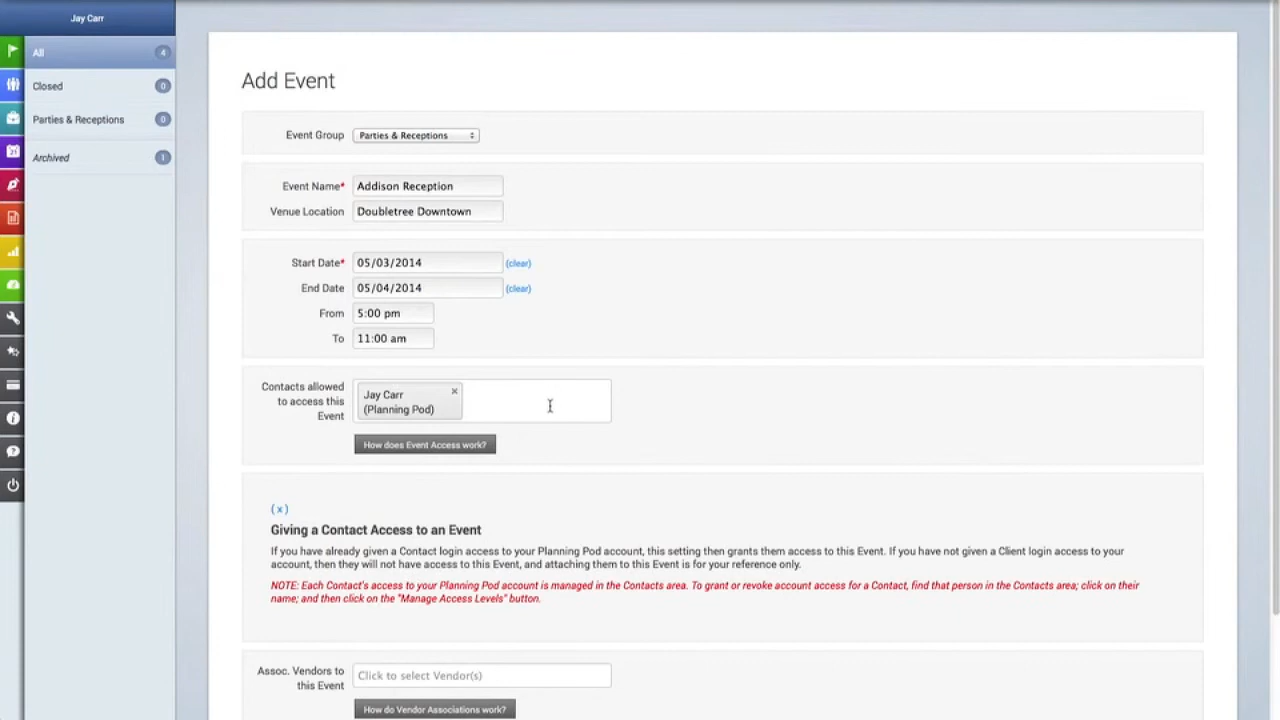 Jay Carr
All 4
Closed 0
Parties & Receptions 0
Archived 1
21
Add Event
Event Group Parties & Receptions
Event Name* Addison Reception
Venue Location Doubletree Downtown
Start Date* 05/03/2014 (clear)
End Date 05/04/2014 (clear)
From 5:00 pm
To 11:00 am
Contacts allowed
to access this
Event
Jay Carr
(Planning Pod)
x
How does Event Access work?
(x)
Giving a Contact Access to an Event
If you have already given a Contact login access to your Planning Pod account, this setting then grants them access to this Event. If you have not given a Client login access to your
account, then they will not have access to this Event, and attaching them to this Event is for your reference only.
NOTE: Each Contact's access to your Planning Pod account is managed in the Contacts area. To grant or revoke account access for a Contact, find that person in the Contacts area; click on their
name; and then click on the "Manage Access Levels" button.
Assoc. Vendors to
this Event
Click to select Vendor(s)
How do Vendor Associations work?